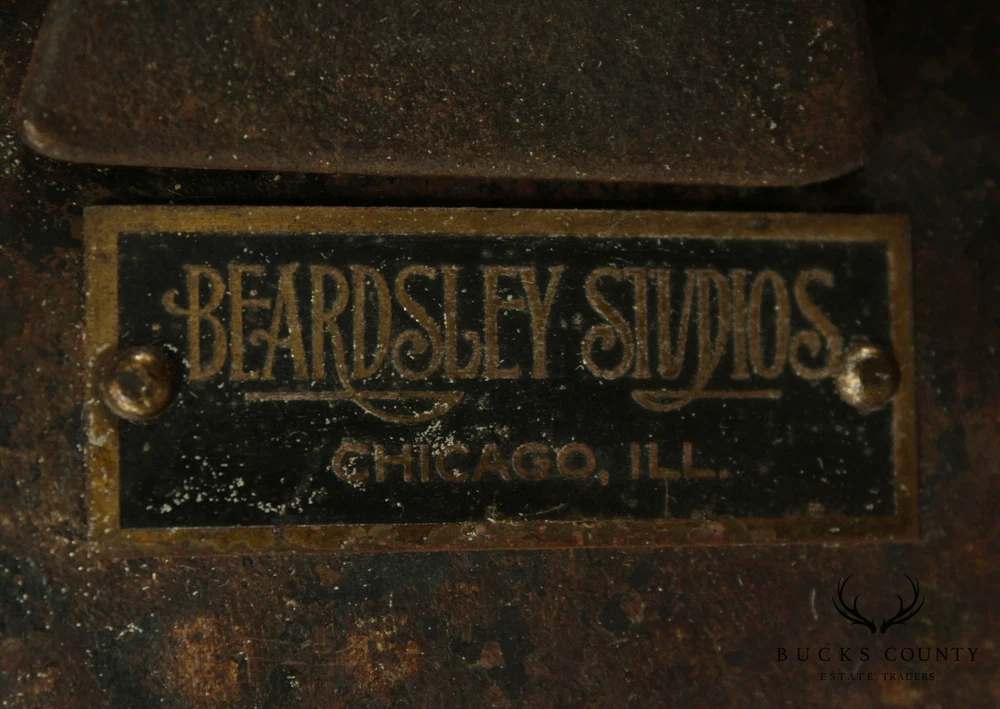 BEARDSLEY STUDIOS
CHICAGO, ILL.
BUCKS COUNTY
ESTATE TRADERS